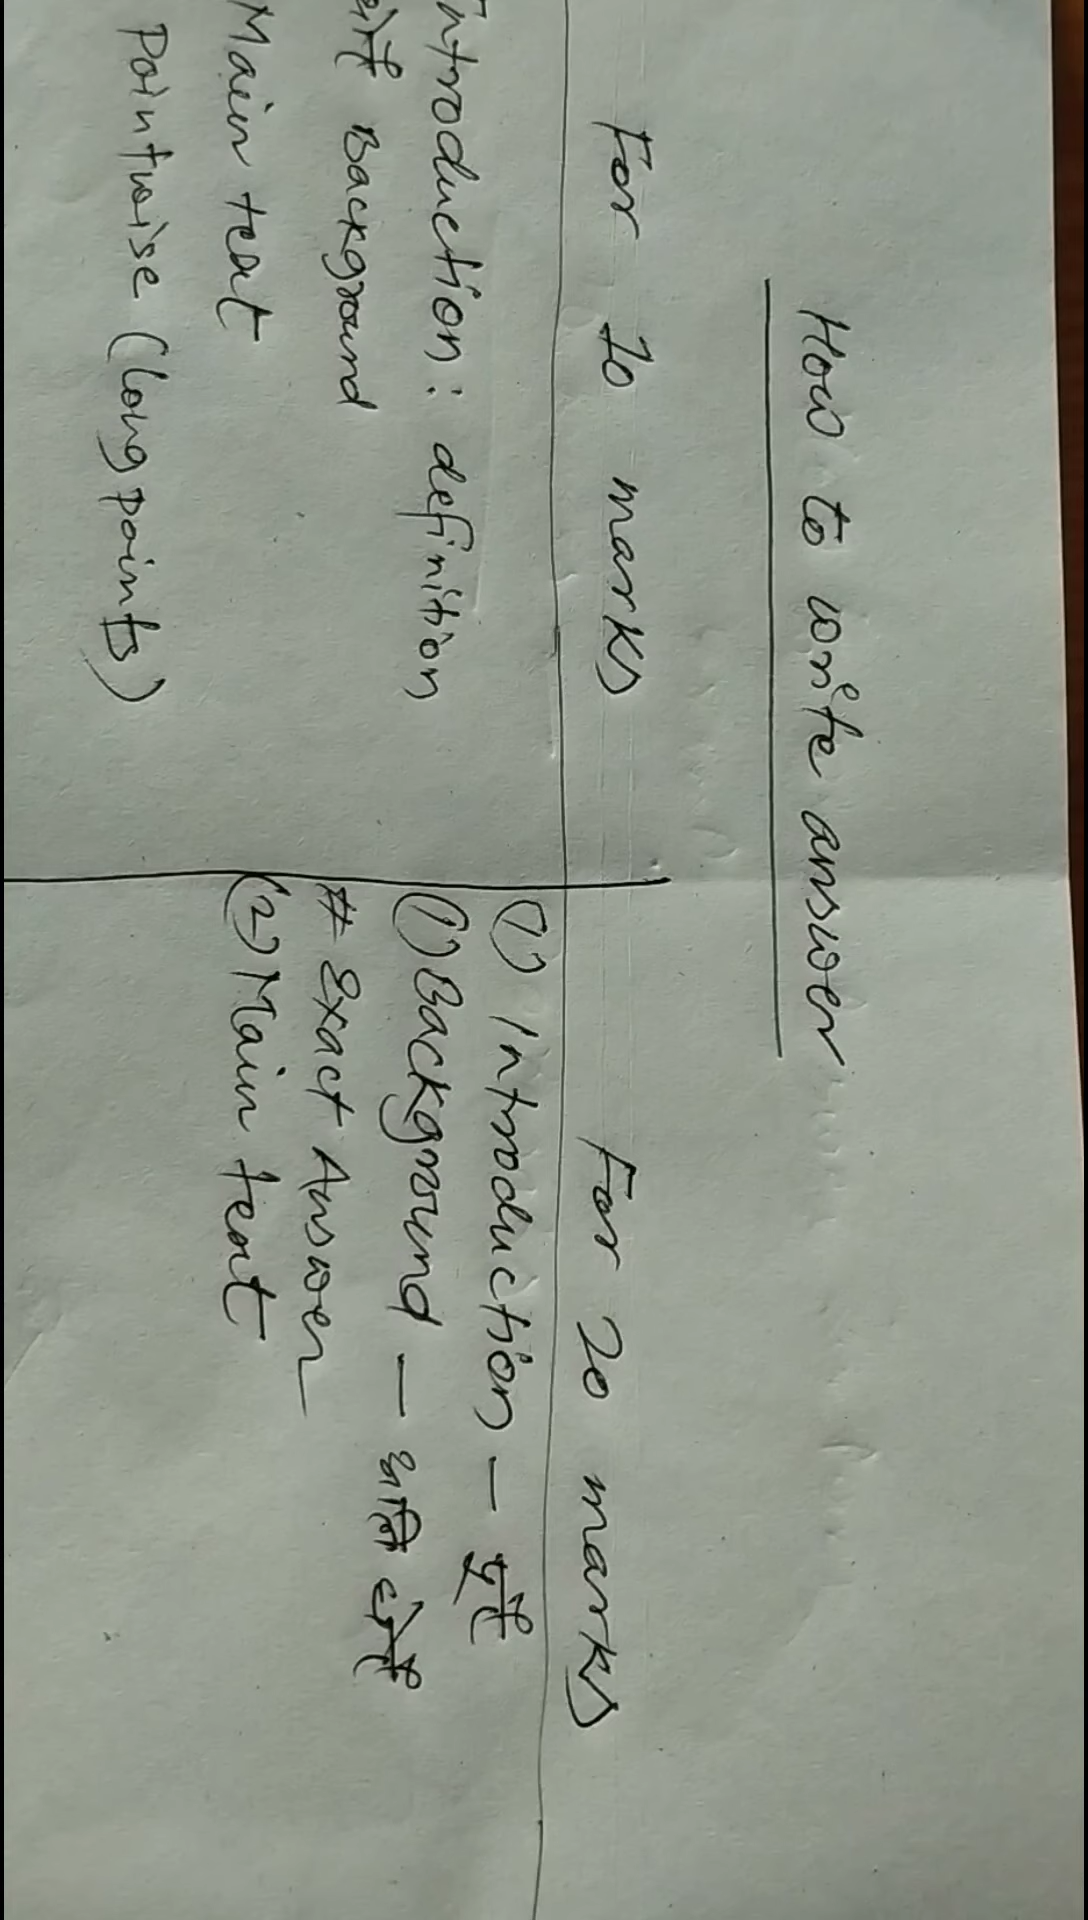 How to write answer
For 10 marks
Introduction: definition
Background
Main text
Pointwise (long points)
For 20 marks
(1) Introduction -
(1) Background -
# Exact Answer
(2) Main text